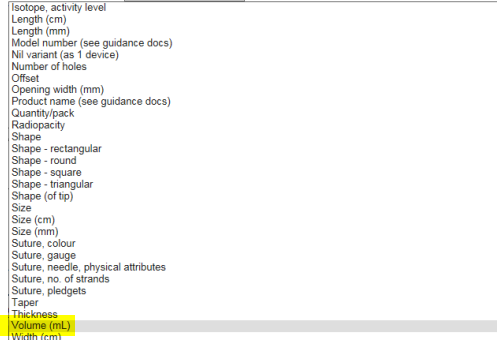 Isotope, activity level
Length (cm)
Length (mm)
Model number (see guidance docs)
Nil variant (as 1 device)
Number of holes
Offset
Opening width (mm)
Product name (see guidance docs)
Quantity/pack
Radiopacity
Shape
Shape - rectangular
Shape - round
Shape - square
Shape - triangular
Shape (of tip)
Size
Size (cm)
Size (mm)
Suture, colour
Suture, gauge
Suture, needle, physical attributes
Suture, no. of strands
Suture, pledgets
Taper
Thickness
Volume (mL)
Width (cm)